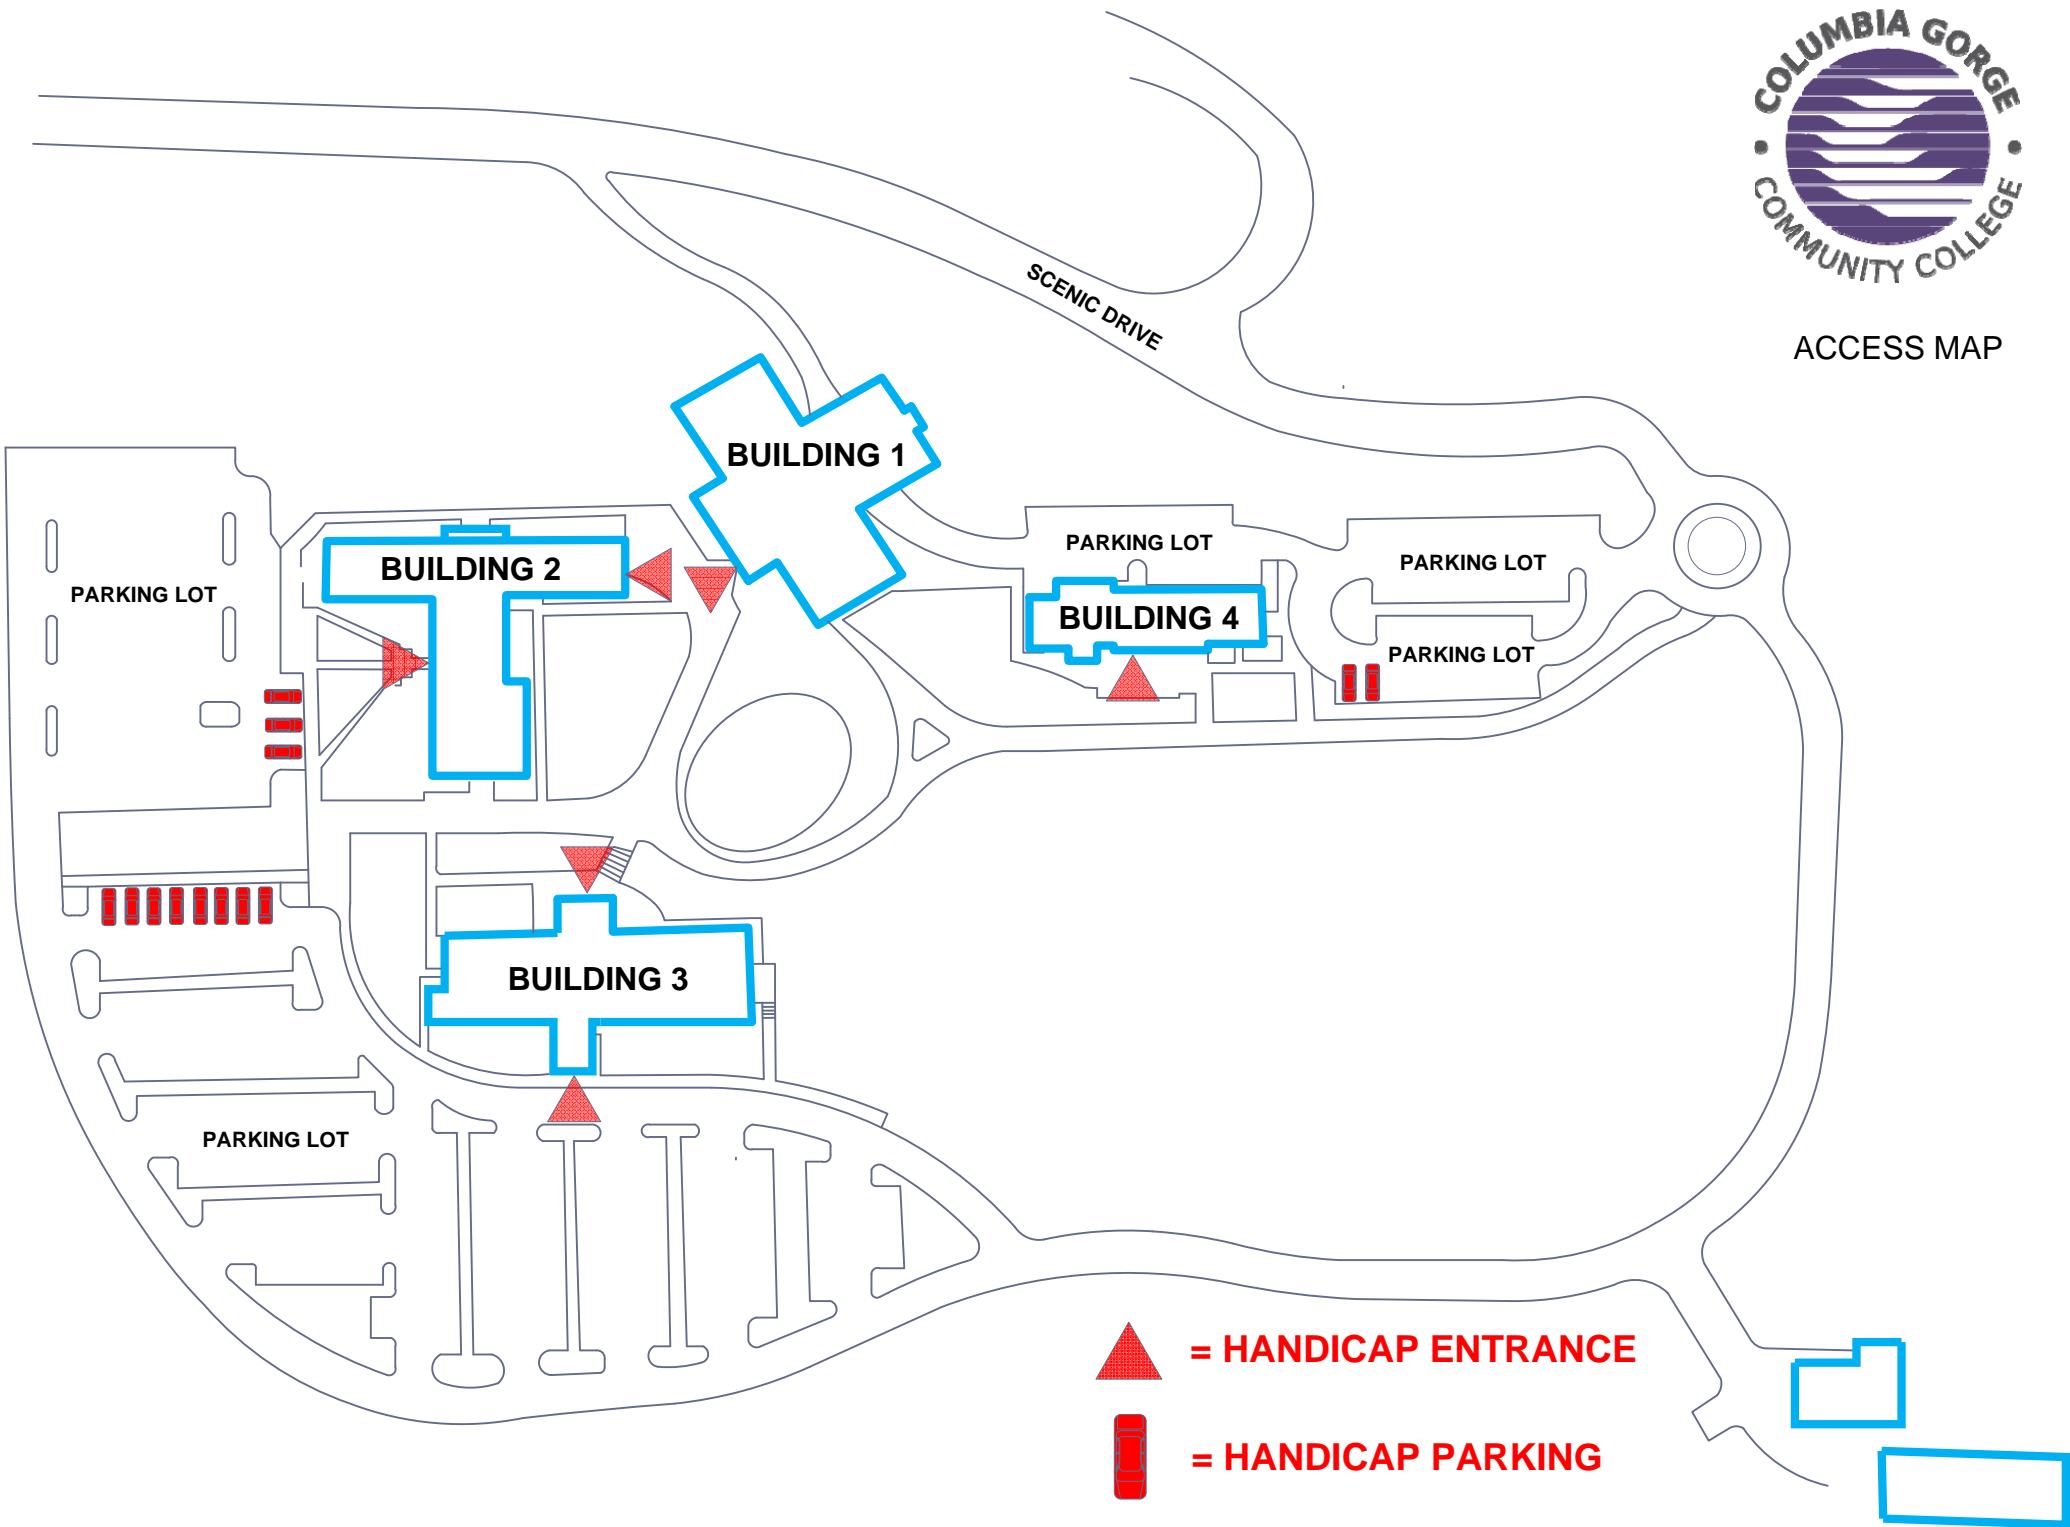 COLUMBIA GORGE
COMMUNITY COLLEGE
ACCESS MAP
SCENIC DRIVE
BUILDING 1
BUILDING 2
PARKING LOT
PARKING LOT
PARKING LOT
BUILDING 4
PARKING LOT
BUILDING 3
PARKING LOT
= HANDICAP ENTRANCE
= HANDICAP PARKING